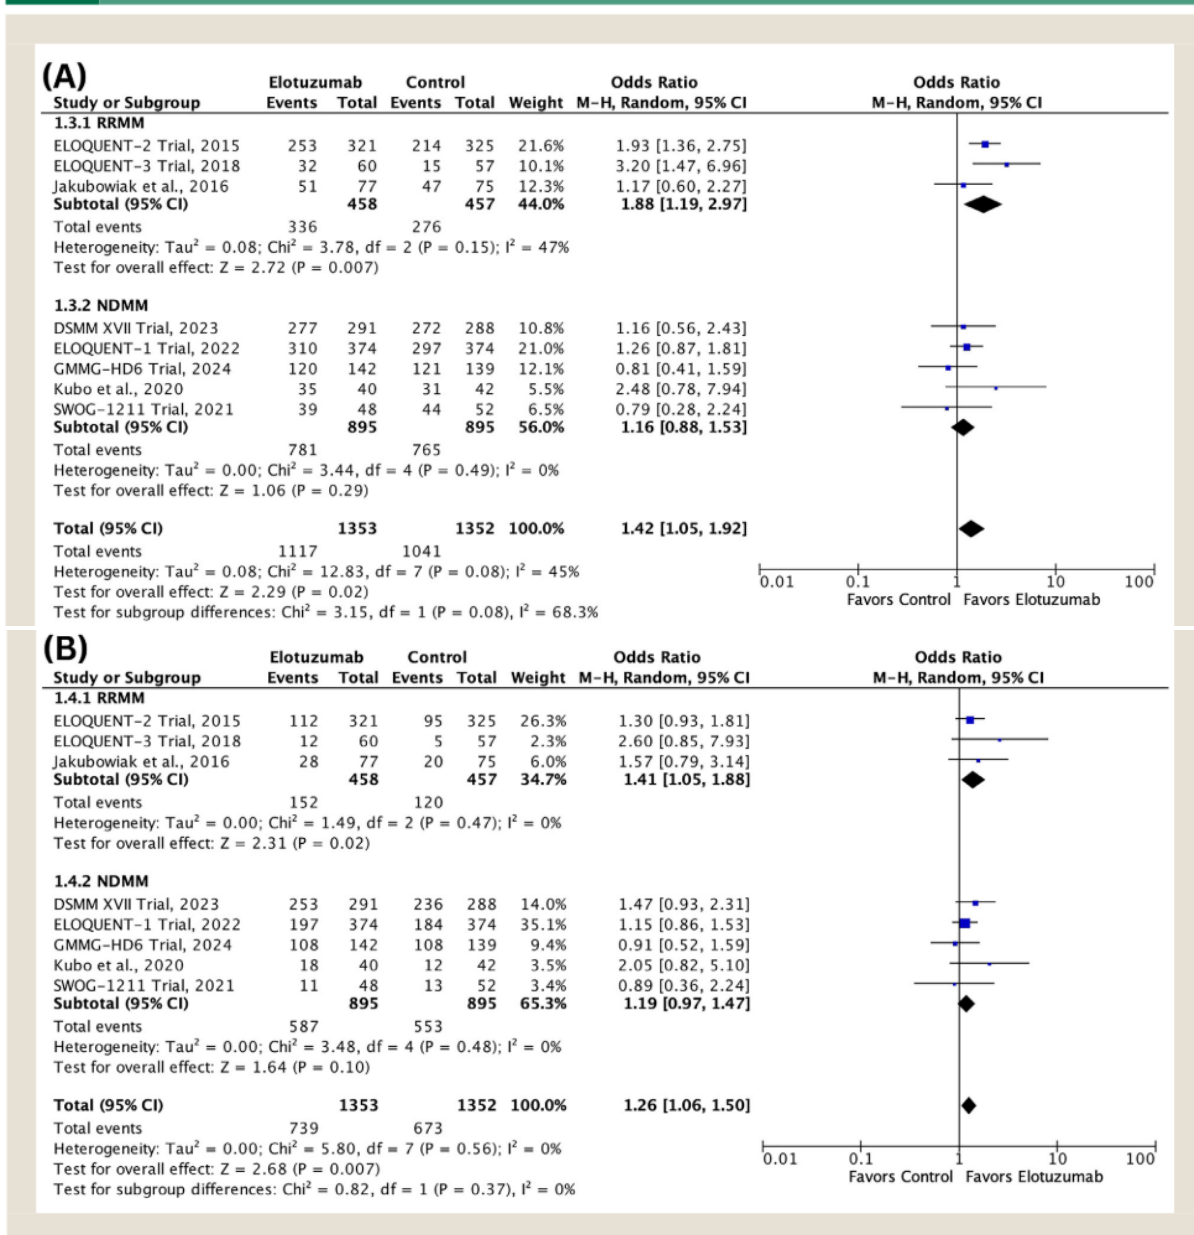 (A)
Elotuzumab Control Odds Ratio Odds Ratio
Study or Subgroup Events Total Events Total Weight M-H, Random, 95% CI M-H, Random, 95% CI
1.3.1 RRMM
ELOQUENT-2 Trial, 2015 253 321 214 325 21.6% 1.93 [1.36, 2.75]
ELOQUENT-3 Trial, 2018 32 60 15 57 10.1% 3.20 [1.47, 6.96]
Jakubowiak et al., 2016 51 77 47 75 12.3% 1.17 [0.60, 2.27]
Subtotal (95% CI) 458 457 44.0% 1.88 [1.19, 2.97]
Total events 336 276
Heterogeneity: Tau² = 0.08; Chi² = 3.78, df = 2 (P = 0.15); I² = 47%
Test for overall effect: Z = 2.72 (P = 0.007)
1.3.2 NDMM
DSMM XVII Trial, 2023 277 291 272 288 10.8% 1.16 [0.56, 2.43]
ELOQUENT-1 Trial, 2022 310 374 297 374 21.0% 1.26 [0.87, 1.81]
GMMG-HD6 Trial, 2024 120 142 121 139 12.1% 0.81 [0.41, 1.59]
Kubo et al., 2020 35 40 31 42 5.5% 2.48 [0.78, 7.94]
SWOG-1211 Trial, 2021 39 48 44 52 6.5% 0.79 [0.28, 2.24]
Subtotal (95% CI) 895 895 56.0% 1.16 [0.88, 1.53]
Total events 781 765
Heterogeneity: Tau² = 0.00; Chi² = 3.44, df = 4 (P = 0.49); I² = 0%
Test for overall effect: Z = 1.06 (P = 0.29)
Total (95% CI) 1353 1352 100.0% 1.42 [1.05, 1.92]
Total events 1117 1041
Heterogeneity: Tau² = 0.08; Chi² = 12.83, df = 7 (P = 0.08); I² = 45%
Test for overall effect: Z = 2.29 (P = 0.02)
Test for subgroup differences: Chi² = 3.15, df = 1 (P = 0.08), I² = 68.3%
0.01 0.1 1 10 100
Favors Control Favors Elotuzumab
(B)
Elotuzumab Control Odds Ratio Odds Ratio
Study or Subgroup Events Total Events Total Weight M-H, Random, 95% CI M-H, Random, 95% CI
1.4.1 RRMM
ELOQUENT-2 Trial, 2015 112 321 95 325 26.3% 1.30 [0.93, 1.81]
ELOQUENT-3 Trial, 2018 12 60 5 57 2.3% 2.60 [0.85, 7.93]
Jakubowiak et al., 2016 28 77 20 75 6.0% 1.57 [0.79, 3.14]
Subtotal (95% CI) 458 457 34.7% 1.41 [1.05, 1.88]
Total events 152 120
Heterogeneity: Tau² = 0.00; Chi² = 1.49, df = 2 (P = 0.47); I² = 0%
Test for overall effect: Z = 2.31 (P = 0.02)
1.4.2 NDMM
DSMM XVII Trial, 2023 253 291 236 288 14.0% 1.47 [0.93, 2.31]
ELOQUENT-1 Trial, 2022 197 374 184 374 35.1% 1.15 [0.86, 1.53]
GMMG-HD6 Trial, 2024 108 142 108 139 9.4% 0.91 [0.52, 1.59]
Kubo et al., 2020 18 40 12 42 3.5% 2.05 [0.82, 5.10]
SWOG-1211 Trial, 2021 11 48 13 52 3.4% 0.89 [0.36, 2.24]
Subtotal (95% CI) 895 895 65.3% 1.19 [0.97, 1.47]
Total events 587 553
Heterogeneity: Tau² = 0.00; Chi² = 3.48, df = 4 (P = 0.48); I² = 0%
Test for overall effect: Z = 1.64 (P = 0.10)
Total (95% CI) 1353 1352 100.0% 1.26 [1.06, 1.50]
Total events 739 673
Heterogeneity: Tau² = 0.00; Chi² = 5.80, df = 7 (P = 0.56); I² = 0%
Test for overall effect: Z = 2.68 (P = 0.007)
Test for subgroup differences: Chi² = 0.82, df = 1 (P = 0.37), I² = 0%
0.01 0.1 1 10 100
Favors Control Favors Elotuzumab